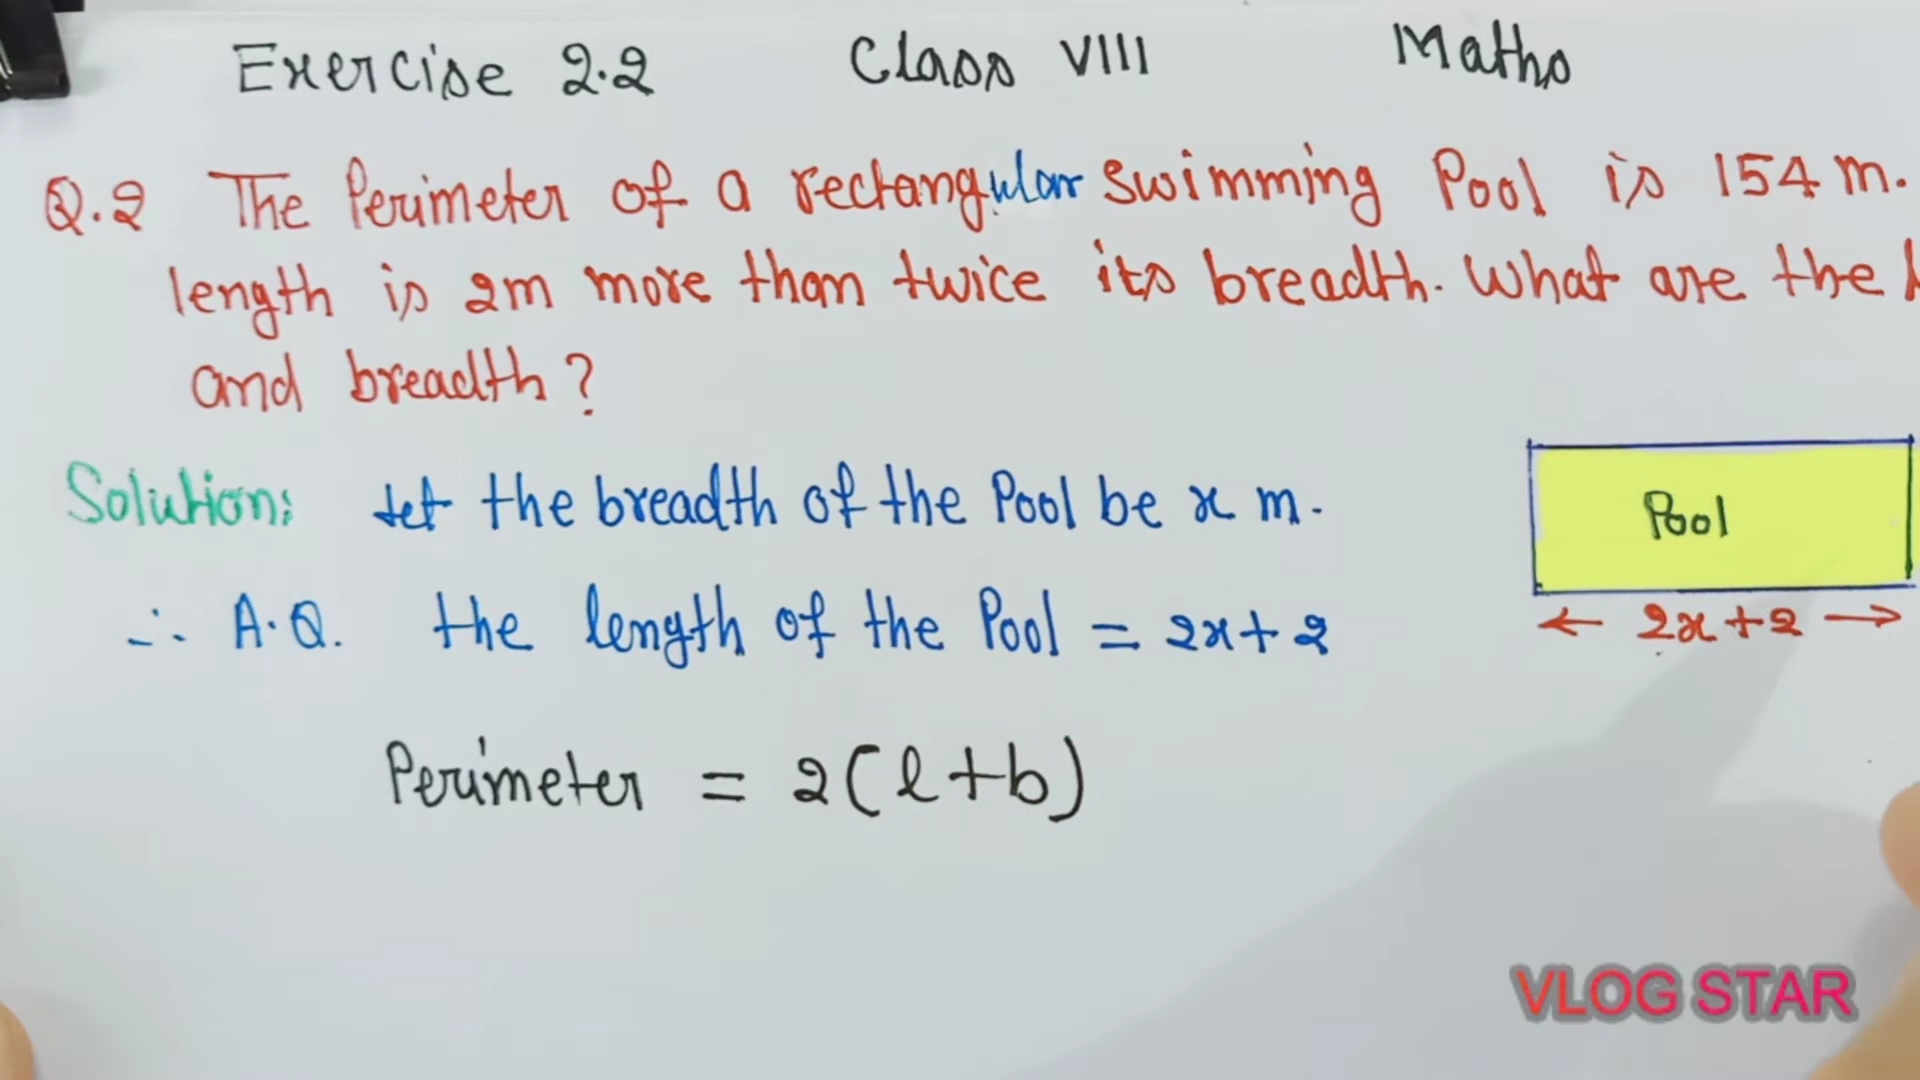 Exercise 2.2 Class VIII Maths
Q.2 The Perimeter of a rectangular swimming Pool is 154 m.
length is 2m more than twice its breadth. What are the
and breadth?
Solution: Let the breadth of the Pool be x m.
Pool
∴ A.Q. the length of the Pool = 2x+2
← 2x+2 →
Perimeter = 2(l+b)
VLOG STAR